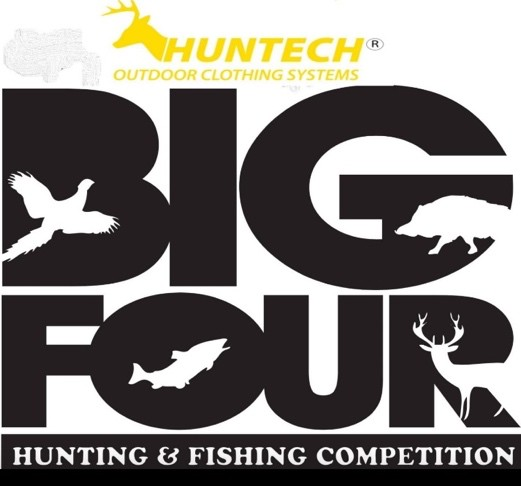 HUNTECH®
OUTDOOR CLOTHING SYSTEMS
BIG
FOUR
HUNTING & FISHING COMPETITION